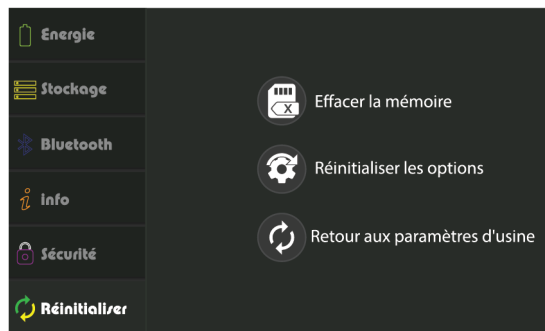 Energie
Stockage
Bluetooth
info
Sécurité
Réinitialiser
Effacer la mémoire
Réinitialiser les options
Retour aux paramètres d'usine